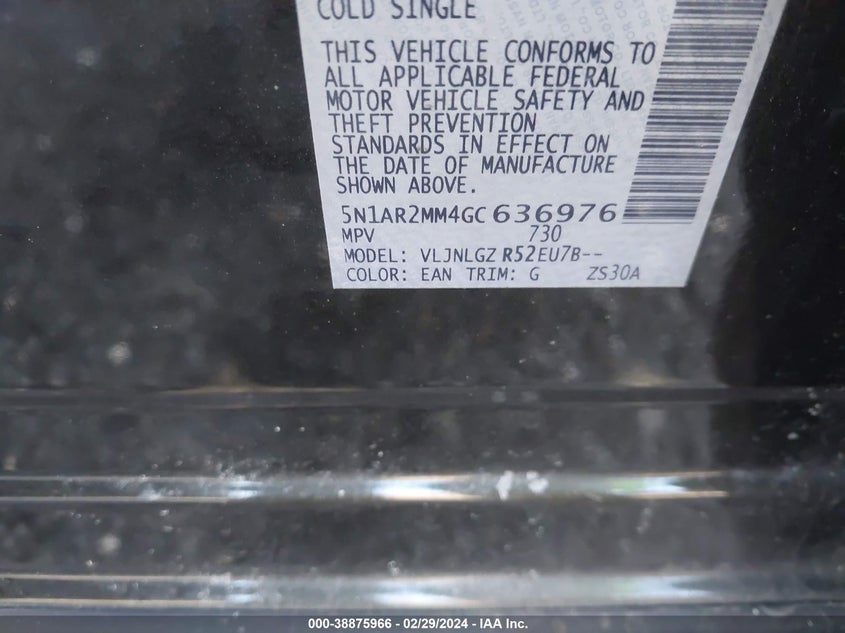 COLD SINGLE
THIS VEHICLE CONFORMS TO
ALL APPLICABLE FEDERAL
MOTOR VEHICLE SAFETY AND
THEFT PREVENTION
STANDARDS IN EFFECT ON
THE DATE OF MANUFACTURE
SHOWN ABOVE.
5N1AR2MM4GC 636976
MPV 730
MODEL: VLJNLGZ R52EU7B--
COLOR: EAN TRIM: G ZS30A
000-38875966 - 02/29/2024 - IAA Inc.